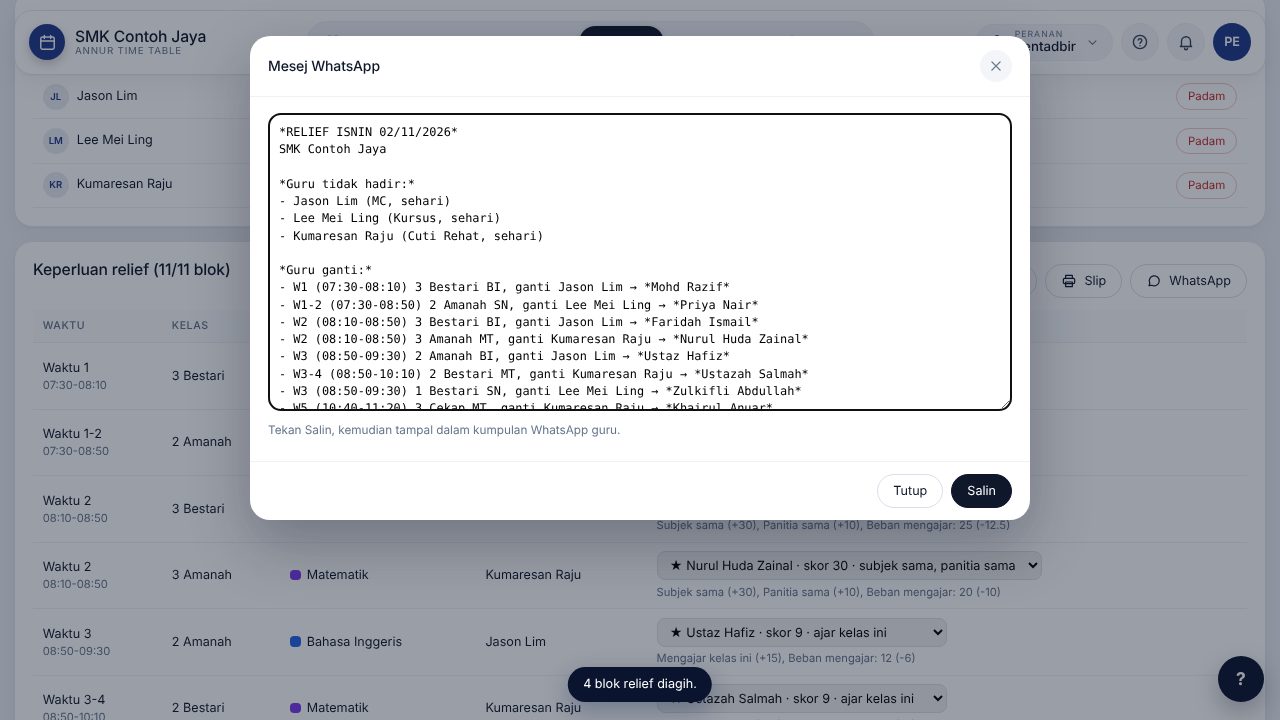 SMK Contoh Jaya
ANNUR TIME TABLE
PERANAN
PE
JL Jason Lim Padam
LM Lee Mei Ling Padam
KR Kumaresan Raju Padam
Mesej WhatsApp
*RELIEF ISNIN 02/11/2026*
SMK Contoh Jaya
*Guru tidak hadir:*
- Jason Lim (MC, sehari)
- Lee Mei Ling (Kursus, sehari)
- Kumaresan Raju (Cuti Rehat, sehari)
*Guru ganti:*
- W1 (07:30-08:10) 3 Bestari BI, ganti Jason Lim → *Mohd Razif*
- W1-2 (07:30-08:50) 2 Amanah SN, ganti Lee Mei Ling → *Priya Nair*
- W2 (08:10-08:50) 3 Bestari BI, ganti Jason Lim → *Faridah Ismail*
- W2 (08:10-08:50) 3 Amanah MT, ganti Kumaresan Raju → *Nurul Huda Zainal*
- W3 (08:50-09:30) 2 Amanah BI, ganti Jason Lim → *Ustaz Hafiz*
- W3-4 (08:50-10:10) 2 Bestari MT, ganti Kumaresan Raju → *Ustazah Salmah*
- W3 (08:50-09:30) 1 Bestari SN, ganti Lee Mei Ling → *Zulkifli Abdullah*
- W5 (10:40-11:20) 3 Cekap MT, ganti Kumaresan Raju → *Khairul Anuar*
Tekan Salin, kemudian tampal dalam kumpulan WhatsApp guru.
Tutup Salin
Keperluan relief (11/11 blok) Slip WhatsApp
WAKTU KELAS
Waktu 1
07:30-08:10
3 Bestari
Waktu 1-2
07:30-08:50
2 Amanah
Waktu 2
08:10-08:50
3 Bestari
Subjek sama (+30), Panitia sama (+10), Beban mengajar: 25 (-12.5)
Waktu 2
08:10-08:50
3 Amanah
Matematik
Kumaresan Raju
★ Nurul Huda Zainal · skor 30 · subjek sama, panitia sama
Subjek sama (+30), Panitia sama (+10), Beban mengajar: 20 (-10)
Waktu 3
08:50-09:30
2 Amanah
Bahasa Inggeris
Jason Lim
★ Ustaz Hafiz · skor 9 · ajar kelas ini
Mengajar kelas ini (+15), Beban mengajar: 12 (-6)
Waktu 3-4
08:50-10:10
2 Bestari
Matematik
Kumaresan Raju
Salmah · skor 9 · ajar kelas ini
4 blok relief diagih.
?